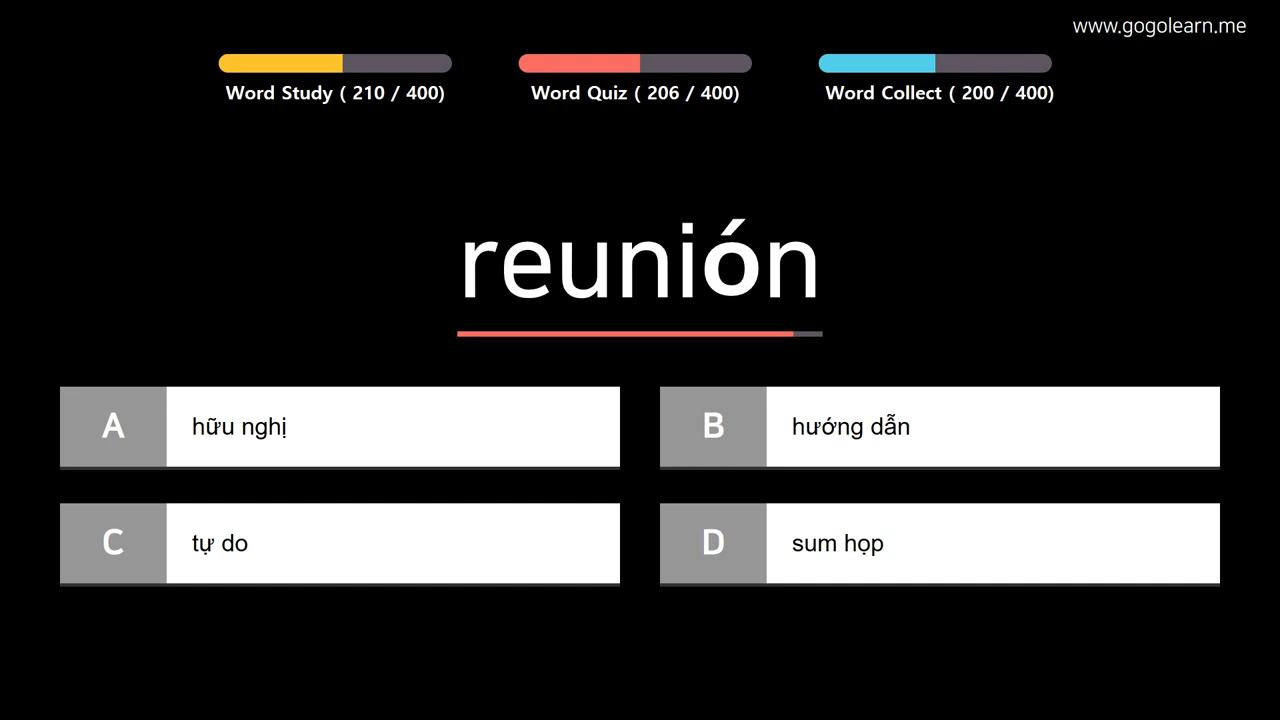 www.gogolearn.me
Word Study ( 210 / 400)
Word Quiz ( 206 / 400)
Word Collect ( 200 / 400)
reunión
A hữu nghị
B hướng dẫn
C tự do
D sum họp